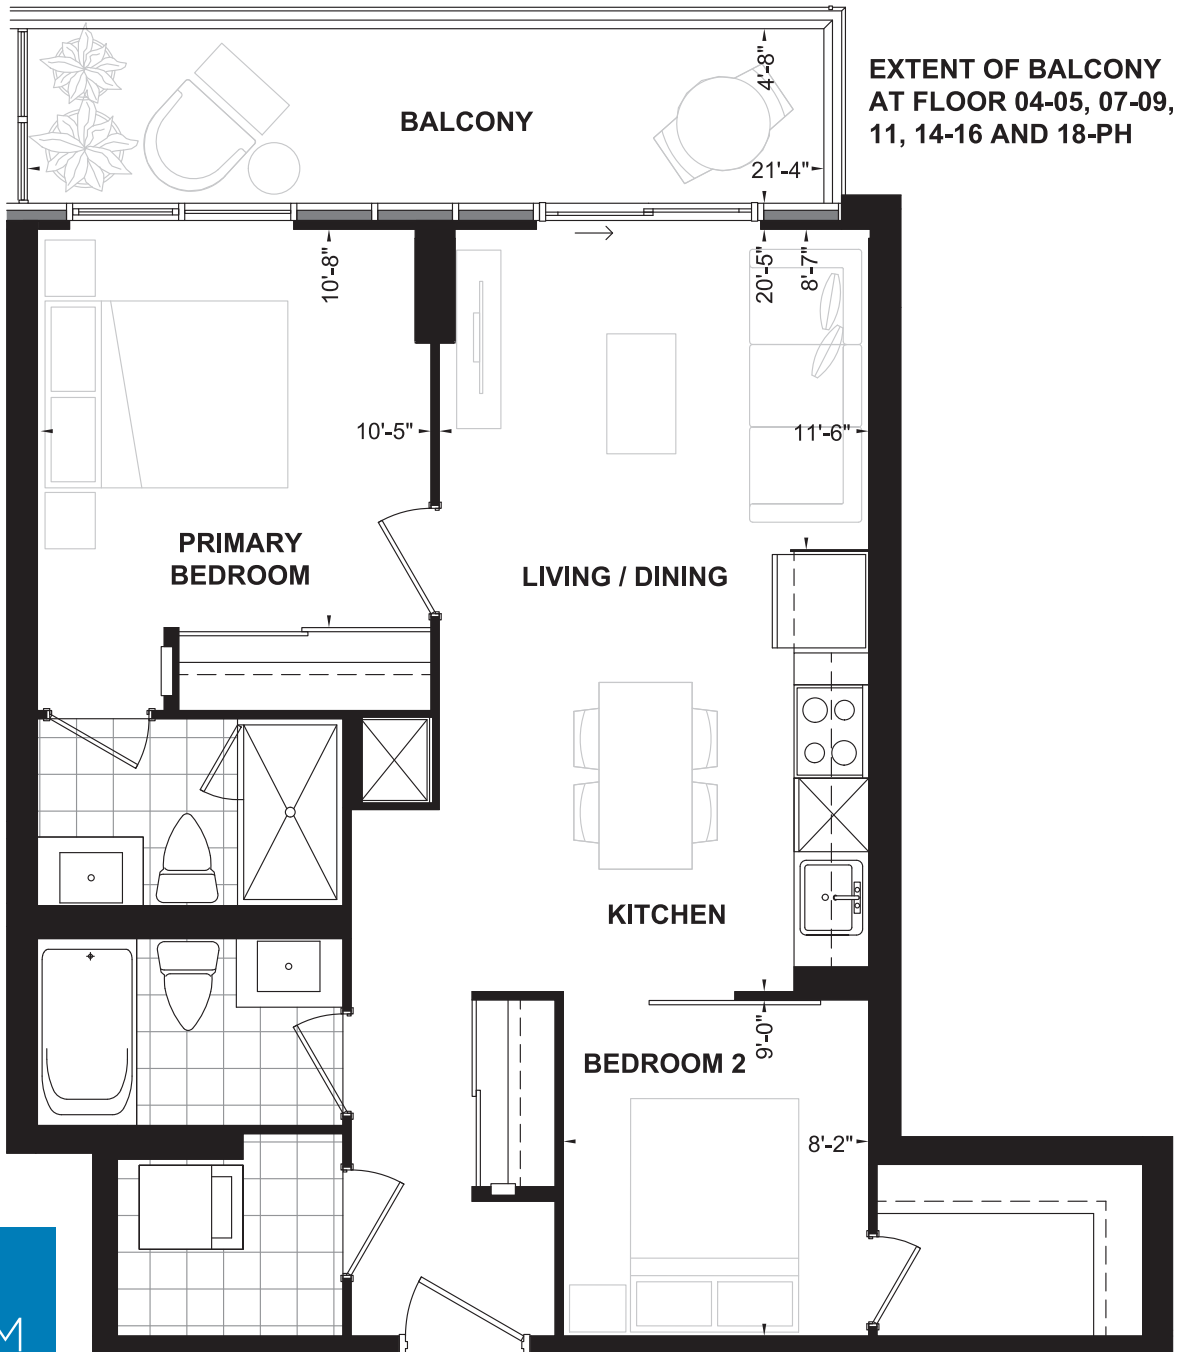 4'-8"
EXTENT OF BALCONY
AT FLOOR 04-05, 07-09,
11, 14-16 AND 18-PH
BALCONY
21'-4"
10'-8"
20'-5"
8'-7"
10'-5"
11'-6"
PRIMARY
BEDROOM
LIVING / DINING
KITCHEN
9'-0"
BEDROOM 2
8'-2"
M